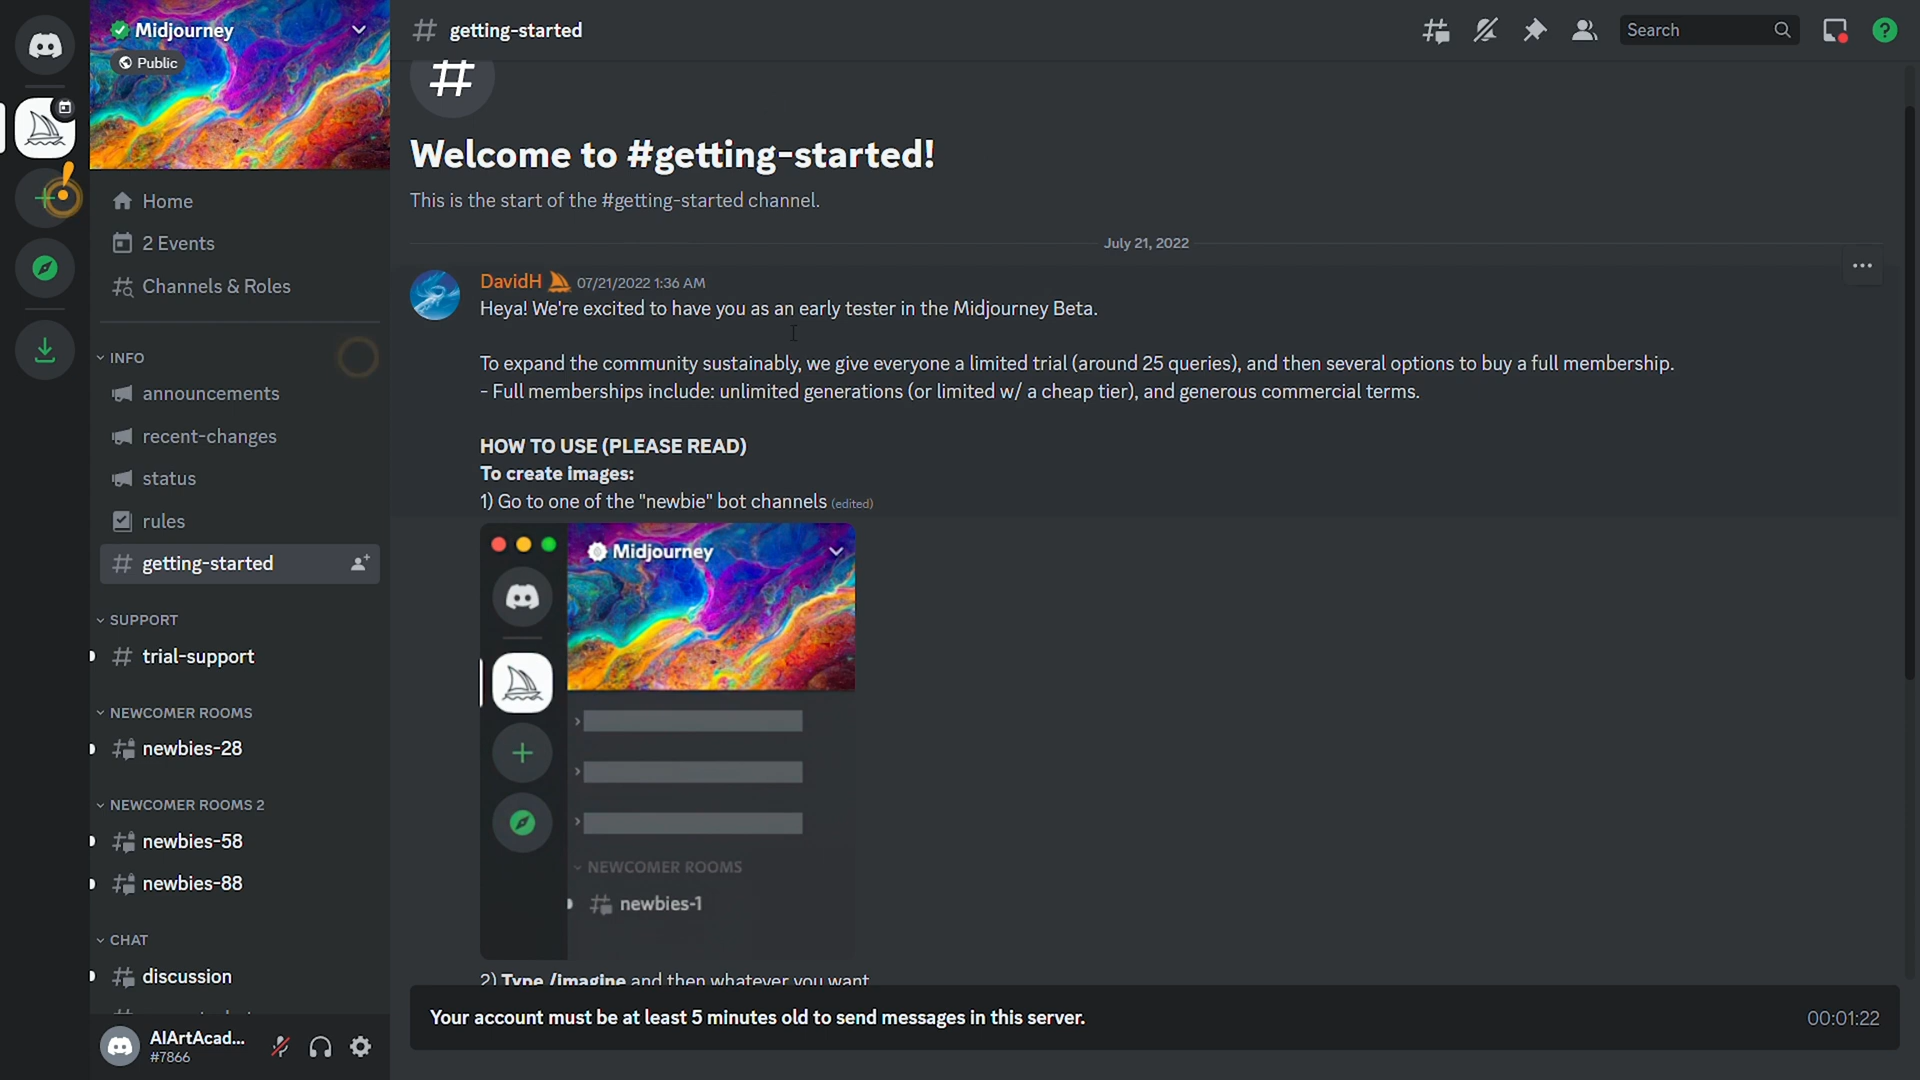 Midjourney
Public
Home
2 Events
Channels & Roles
INFO
announcements
recent-changes
status
rules
getting-started
SUPPORT
trial-support
NEWCOMER ROOMS
newbies-28
NEWCOMER ROOMS 2
newbies-58
newbies-88
CHAT
discussion
AIArtAcad...
#7866
# getting-started
Search
#
Welcome to #getting-started!
This is the start of the #getting-started channel.
July 21, 2022
DavidH 07/21/2022 1:36 AM
Heya! We're excited to have you as an early tester in the Midjourney Beta.
To expand the community sustainably, we give everyone a limited trial (around 25 queries), and then several options to buy a full membership.
- Full memberships include: unlimited generations (or limited w/ a cheap tier), and generous commercial terms.
HOW TO USE (PLEASE READ)
To create images:
1) Go to one of the "newbie" bot channels (edited)
Midjourney
NEWCOMER ROOMS
newbies-1
2) Type /imagine and then whatever you want
Your account must be at least 5 minutes old to send messages in this server.
00:01:22